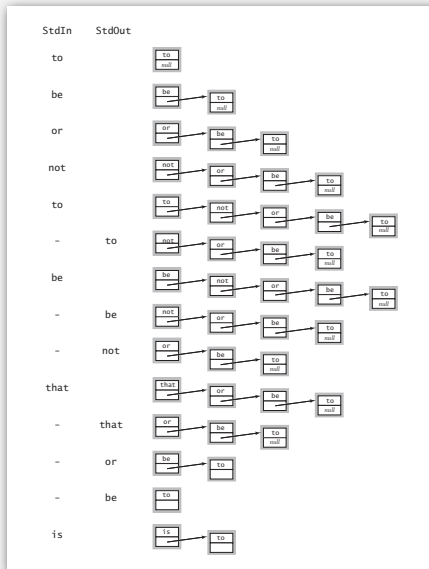 StdIn StdOut
to to
null
be be to
null
or or be to
null
not not or be to
null
to to not or be to
null
- to not or be to
null
be be not or be to
null
- be not or be to
null
- not or be to
null
that that or be to
null
- that or be to
null
- or be to
- be to
is is to